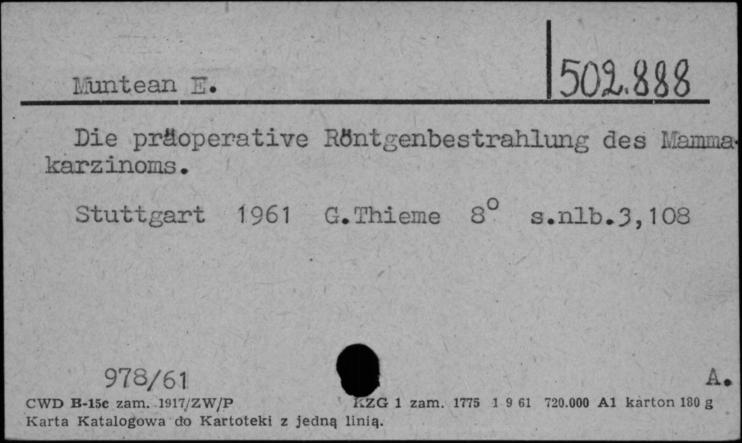 Muntean E.
502.888
Die präoperative Röntgenbestrahlung des Mamma-
karzinoms.
Stuttgart 1961 G.Thieme 8° s.nlb.3,108
978/61
A.
CWD B-15c zam. 1917/ZW/P KZG 1 zam. 1775 1 9 61 720.000 A1 karton 180 g
Karta Katalogowa do Kartoteki z jedną linią.